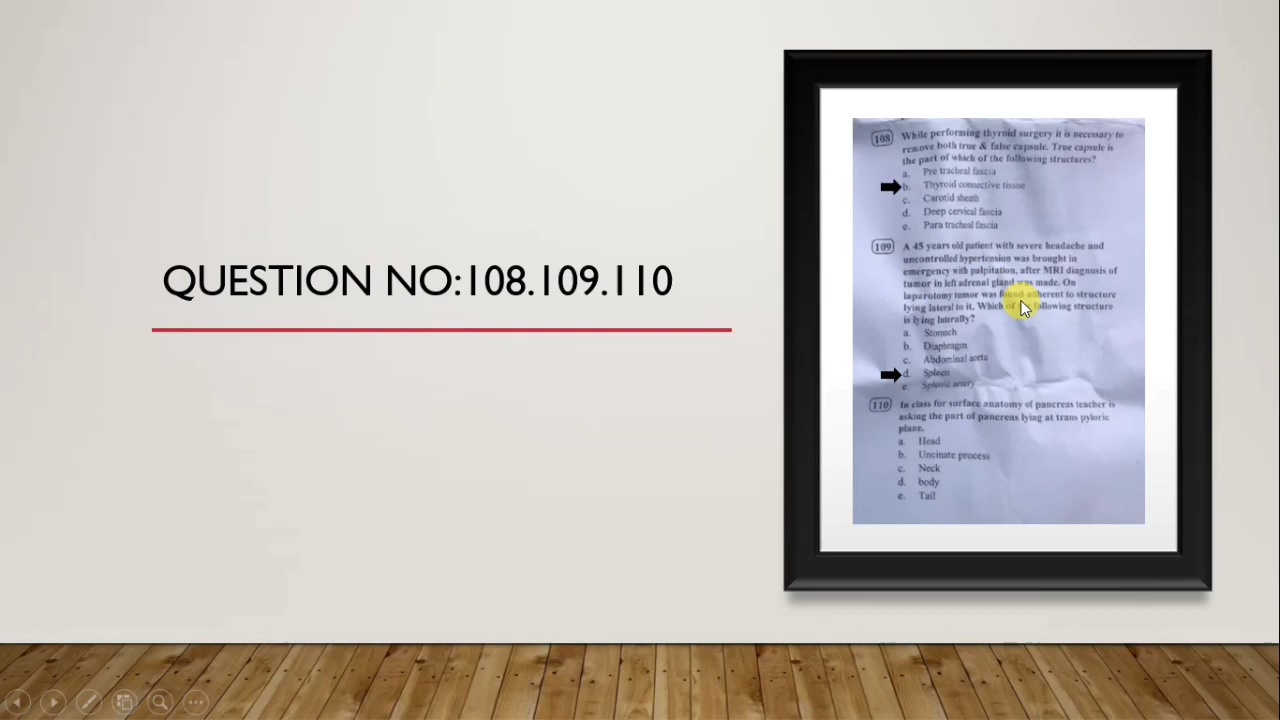 QUESTION NO:108.109.110
108 While performing thyroid surgery it is necessary to
remove both true & false capsule. True capsule is
the part of which of the following structures?
a. Pre tracheal fascia
b. Thyroid connective tissue
c. Carotid sheath
d. Deep cervical fascia
e. Para tracheal fascia
109 A 45 years old patient with severe headache and
uncontrolled hypertension was brought in
emergency with palpitation, after MRI diagnosis of
tumor in left adrenal gland was made. On
laparotomy tumor was found adherent to structure
lying lateral to it. Which of following structure
is lying laterally?
a. Stomach
b. Diaphragm
c. Abdominal aorta
d. Spleen
e. Splenic artery
110 In class for surface anatomy of pancreas teacher is
asking the part of pancreas lying at trans pyloric
plane.
a. Head
b. Uncinate process
c. Neck
d. body
e. Tail